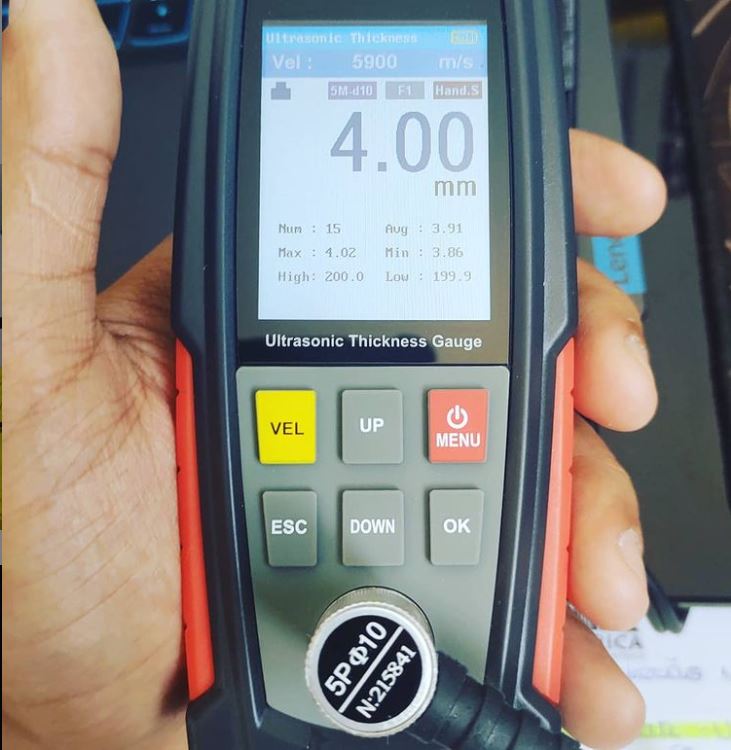 Ultrasonic Thickness
Vel : 5900 m/s
5M-d10 F1 Hand.S
4.00
mm
Num : 15 Avg : 3.91
Max : 4.02 Min : 3.86
High: 200.0 Low : 199.9
Ultrasonic Thickness Gauge
VEL UP MENU
ESC DOWN OK
5PΦ10
N:215841
Len
RICA